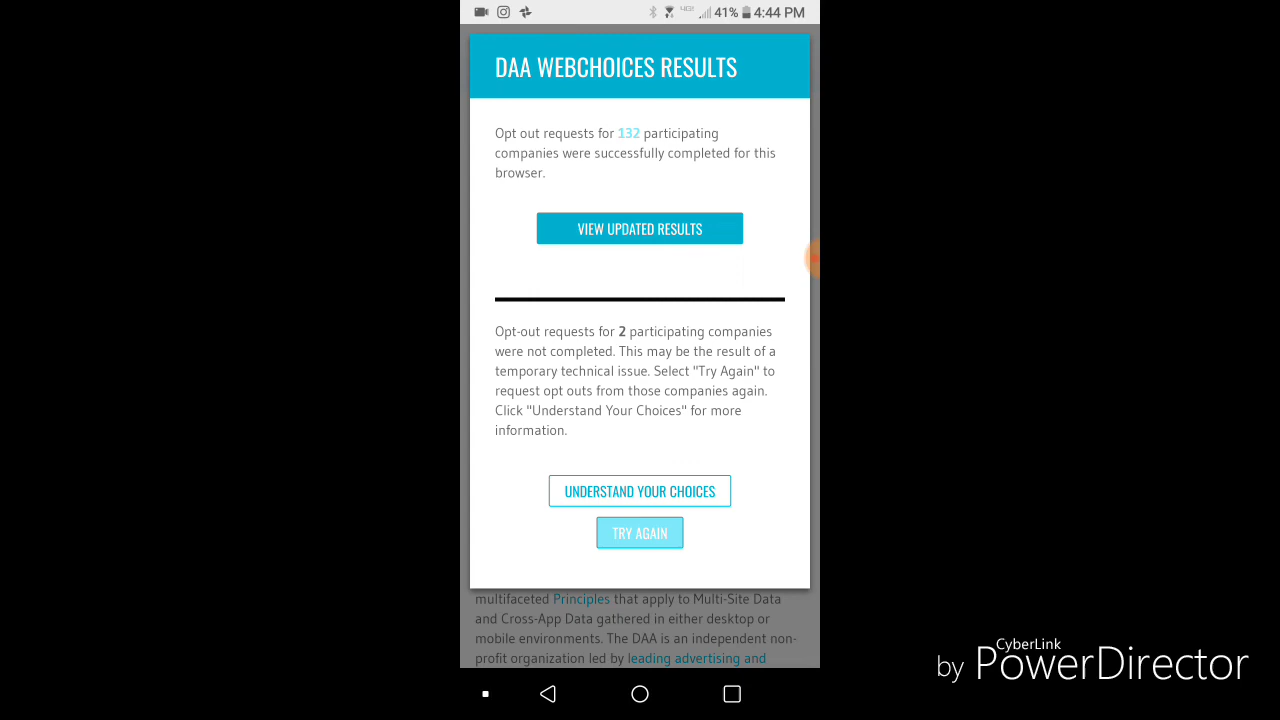 41% 4:44 PM
DAA WEBCHOICES RESULTS
Opt out requests for 132 participating
companies were successfully completed for this
browser.
VIEW UPDATED RESULTS
Opt-out requests for 2 participating companies
were not completed. This may be the result of a
temporary technical issue. Select "Try Again" to
request opt outs from those companies again.
Click "Understand Your Choices" for more
information.
UNDERSTAND YOUR CHOICES
TRY AGAIN
multifaceted Principles that apply to Multi-Site Data
and Cross-App Data gathered in either desktop or
mobile environments. The DAA is an independent non-
profit organization led by leading advertising and
CyberLink
by PowerDirector